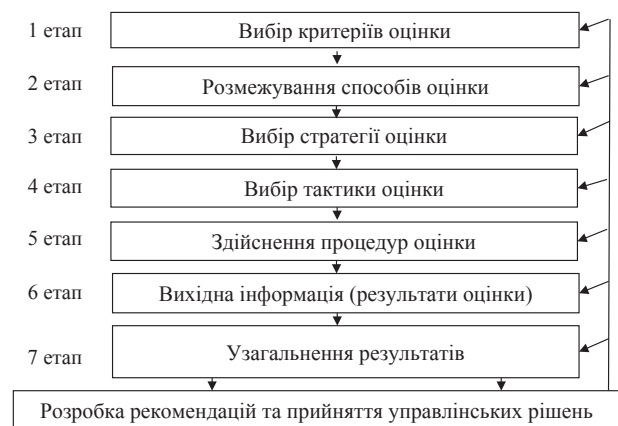 1 етап Вибір критеріїв оцінки
2 етап Розмежування способів оцінки
3 етап Вибір стратегії оцінки
4 етап Вибір тактики оцінки
5 етап Здійснення процедур оцінки
6 етап Вихідна інформація (результати оцінки)
7 етап Узагальнення результатів
Розробка рекомендацій та прийняття управлінських рішень